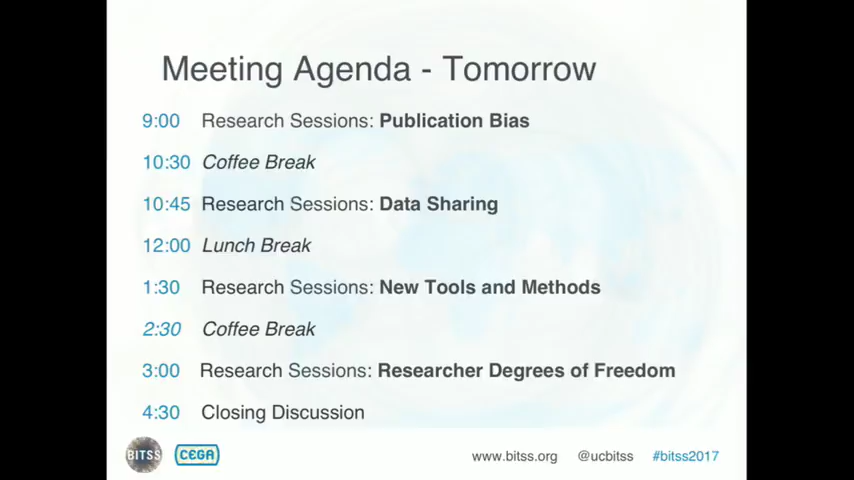 Meeting Agenda - Tomorrow
9:00 Research Sessions: Publication Bias
10:30 Coffee Break
10:45 Research Sessions: Data Sharing
12:00 Lunch Break
1:30 Research Sessions: New Tools and Methods
2:30 Coffee Break
3:00 Research Sessions: Researcher Degrees of Freedom
4:30 Closing Discussion
BITSS CEGA www.bitss.org @ucbitss #bitss2017